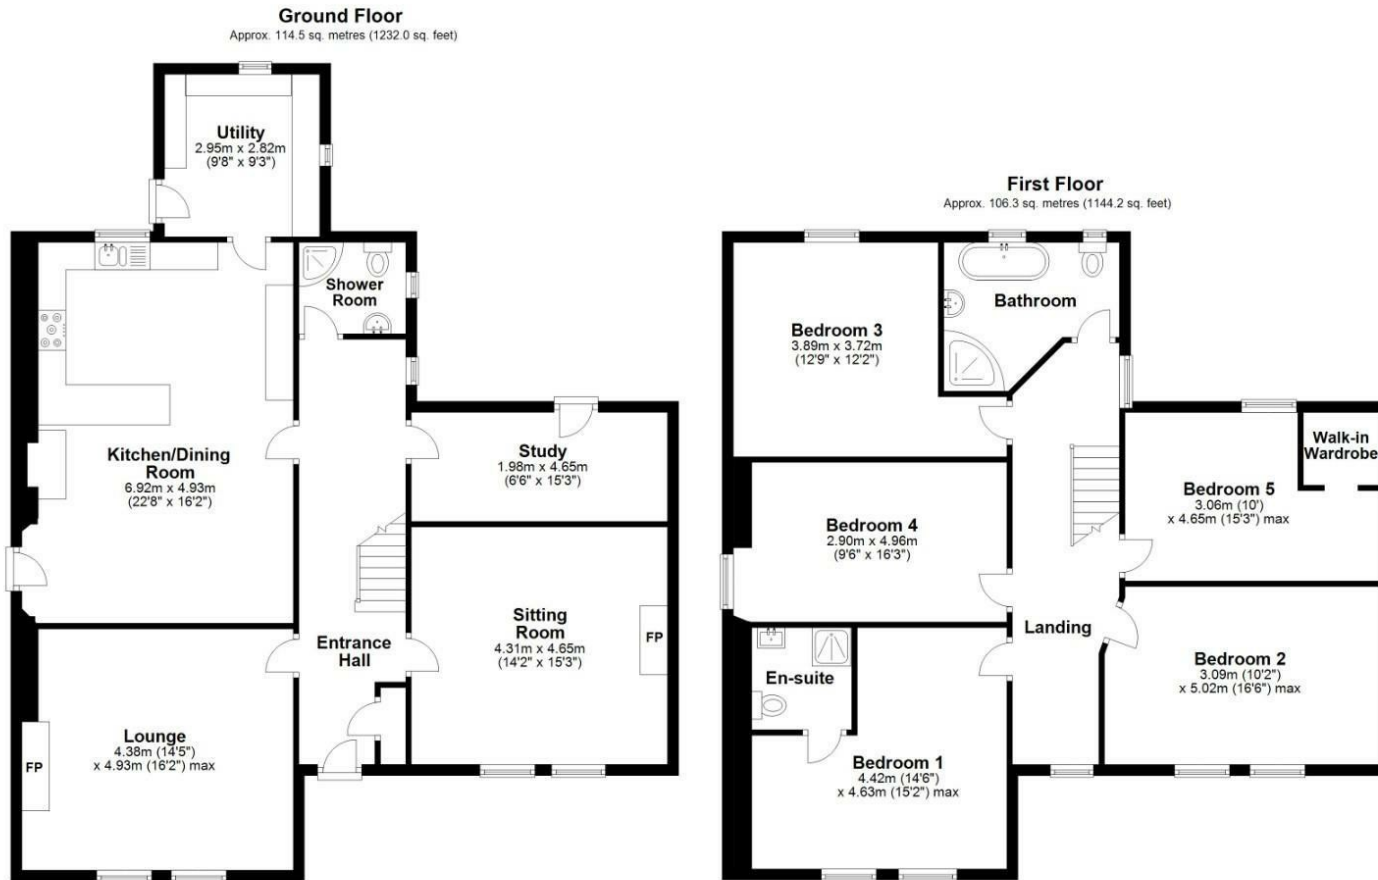 Ground Floor
Approx. 114.5 sq. metres (1232.0 sq. feet)
Utility
2.95m x 2.82m
(9'8" x 9'3")
Shower
Room
Kitchen/Dining
Room
6.92m x 4.93m
(22'8" x 16'2")
Study
1.98m x 4.65m
(6'6" x 15'3")
Sitting
Room
4.31m x 4.65m
(14'2" x 15'3")
FP
Entrance
Hall
Lounge
4.38m (14'5")
x 4.93m (16'2") max
FP
First Floor
Approx. 106.3 sq. metres (1144.2 sq. feet)
Bedroom 3
3.89m x 3.72m
(12'9" x 12'2")
Bathroom
Walk-in
Wardrobe
Bedroom 5
3.06m (10')
x 4.65m (15'3") max
Bedroom 4
2.90m x 4.96m
(9'6" x 16'3")
Landing
Bedroom 2
3.09m (10'2")
x 5.02m (16'6") max
En-suite
Bedroom 1
4.42m (14'6")
x 4.63m (15'2") max